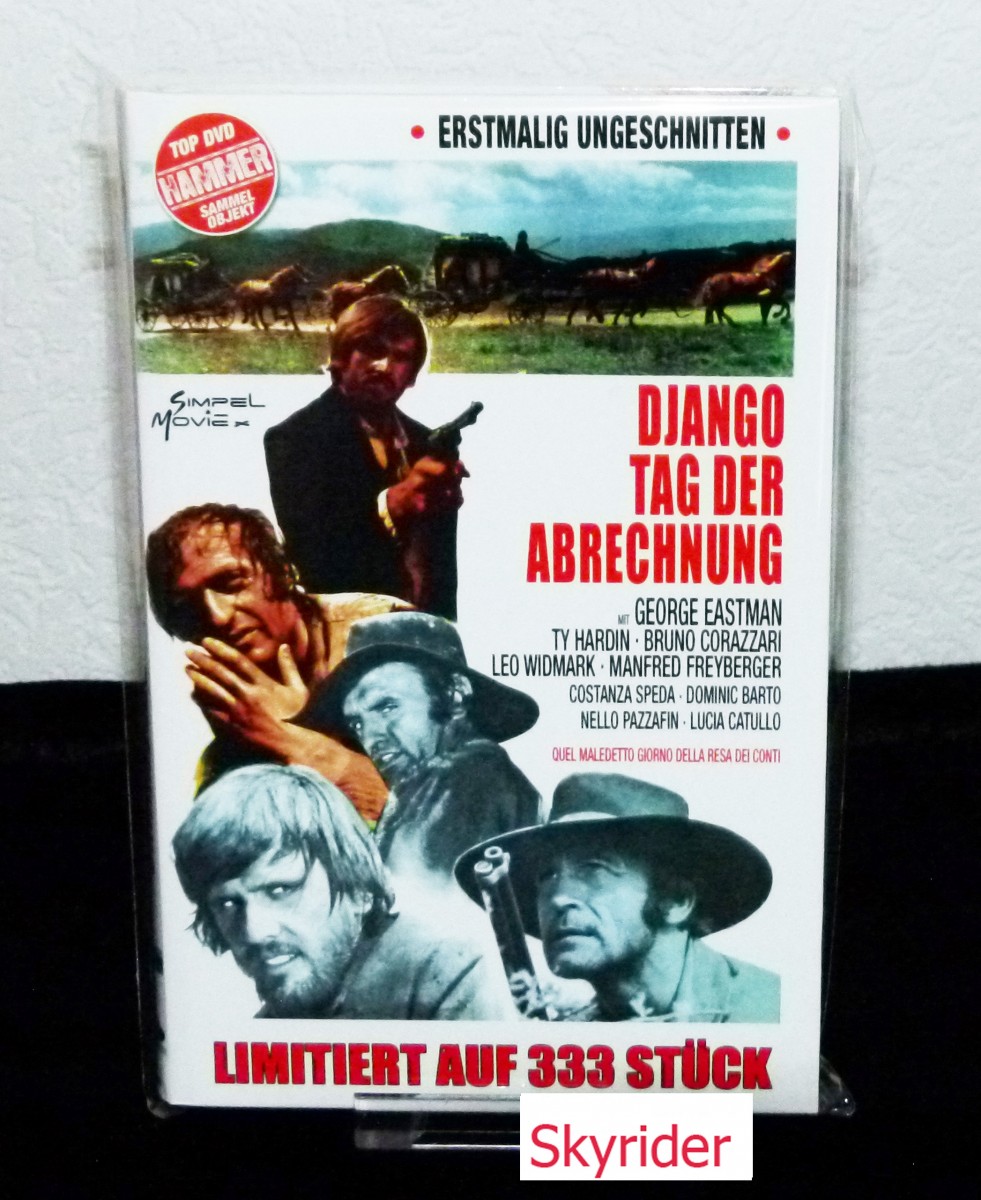 • ERSTMALIG UNGESCHNITTEN •
TOP DVD
HAMMER
SAMMEL
OBJEKT
SIMPEL
MOVIE x
DJANGO
TAG DER
ABRECHNUNG
MIT GEORGE EASTMAN
TY HARDIN · BRUNO CORAZZARI
LEO WIDMARK · MANFRED FREYBERGER
COSTANZA SPEDA · DOMINIC BARTO
NELLO PAZZAFIN · LUCIA CATULLO
QUEL MALEDETTO GIORNO DELLA RESA DEI CONTI
LIMITIERT AUF 333 STÜCK
Skyrider